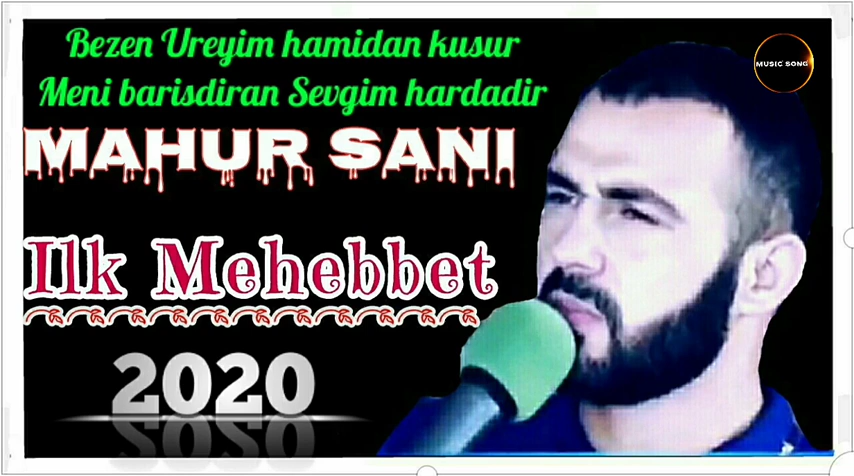 Bezen Ureyim hamidan kusur
Meni barisdiran Sevgim hardadir
MUSIC SONG
MAHUR SANI
Ilk Mehebbet
2020